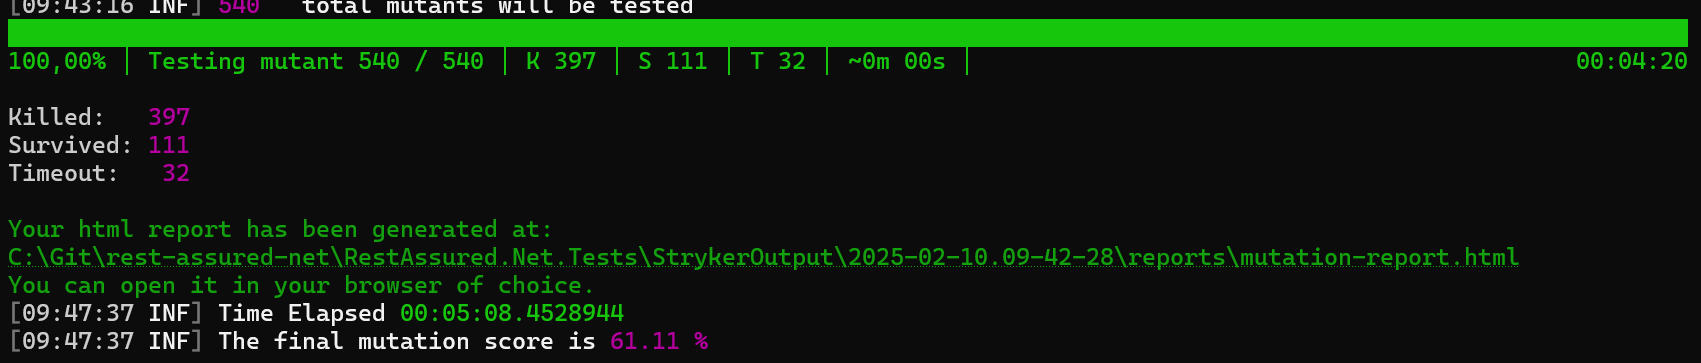 [09:43:16 INF] 540   total mutants will be tested
100,00% │ Testing mutant 540 / 540 │ K 397 │ S 111 │ T 32 │ ~0m 00s │ 00:04:20
Killed:   397
Survived: 111
Timeout:   32
Your html report has been generated at:
C:\Git\rest-assured-net\RestAssured.Net.Tests\StrykerOutput\2025-02-10.09-42-28\reports\mutation-report.html
You can open it in your browser of choice.
[09:47:37 INF] Time Elapsed 00:05:08.4528944
[09:47:37 INF] The final mutation score is 61.11 %